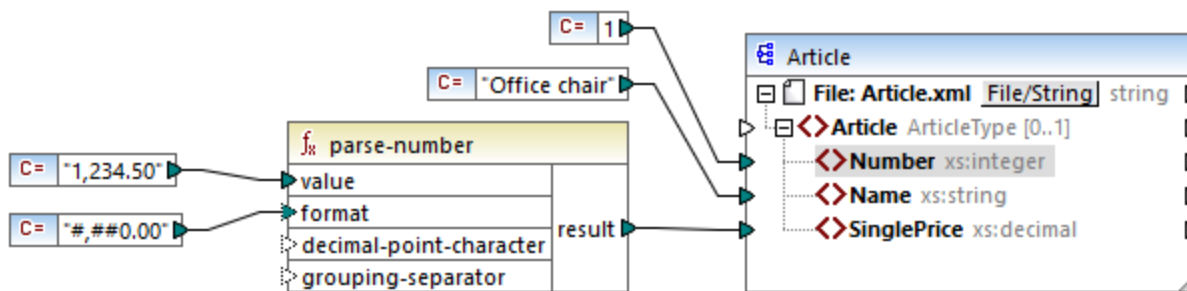 C= 1
C= "Office chair"
Article
File: Article.xml File/String string
Article ArticleType [0..1]
fx parse-number
Number xs:integer
C= "1,234.50"
value
Name xs:string
C= "#,##0.00"
format
result
SinglePrice xs:decimal
decimal-point-character
grouping-separator